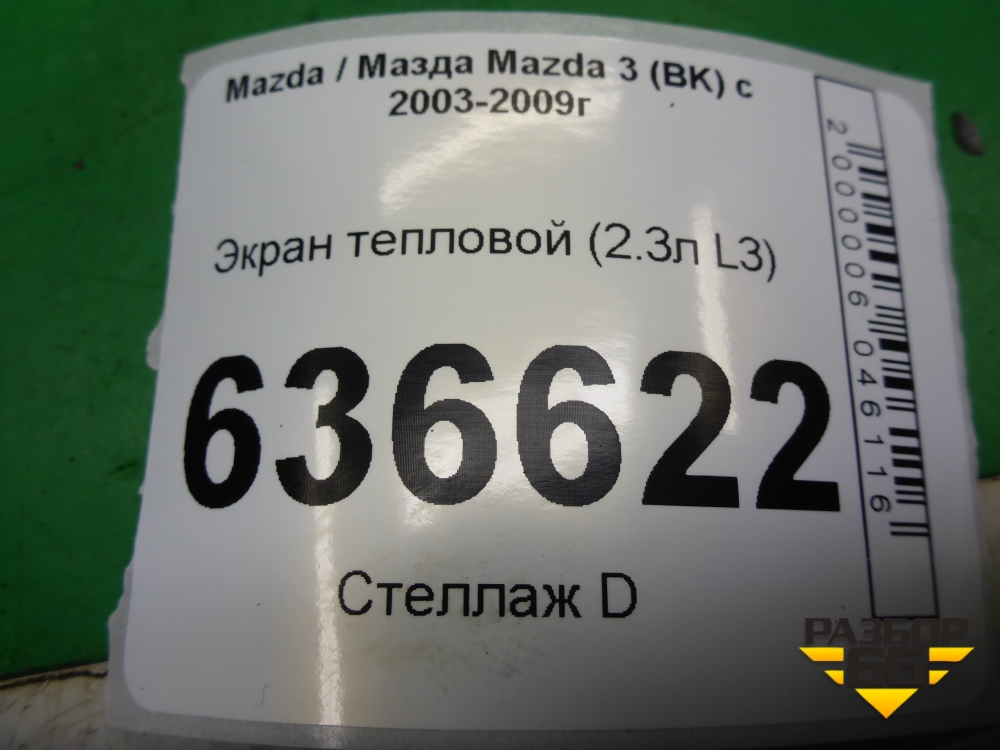 Mazda / Мазда Mazda 3 (BK) с
2003-2009г
Экран тепловой (2.3л L3)
636622
Стеллаж D
2000006046116
РАЗБОР
66